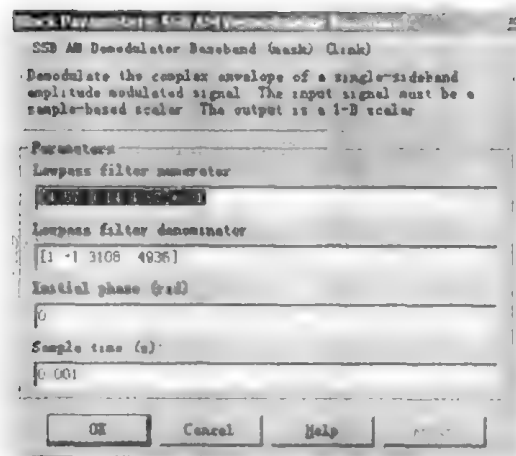 SSB AM Demodulator Baseband (mask) (link)
Demodulate the complex envelope of a single-sideband
amplitude modulated signal The input signal must be a
sample-based scalar The output is a 1-D scalar
Parameters
Lowpass filter numerator
Lowpass filter denominator
[1 -1 3108 4936]
Initial phase (rad)
0
Sample time (s)
0 001
OK
Cancel
Help